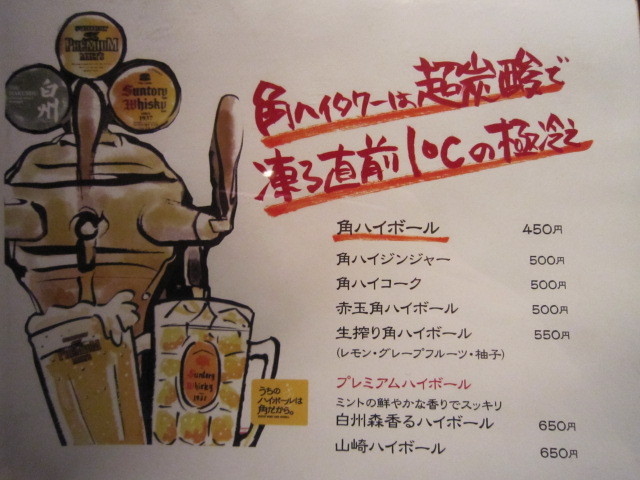 角ハイタワーは超炭酸で
凍る直前1℃の極冷え
PREMIUM
白州
Suntory
Whisky
角ハイボール 450円
角ハイジンジャー 500円
角ハイコーク 500円
赤玉角ハイボール 500円
生搾り角ハイボール 550円
(レモン・グレープフルーツ・柚子)
プレミアムハイボール
ミントの鮮やかな香りでスッキリ
白州森香るハイボール 650円
山崎ハイボール 650円
Suntory
Whisky
1937
うちの
ハイボールは
角だから。